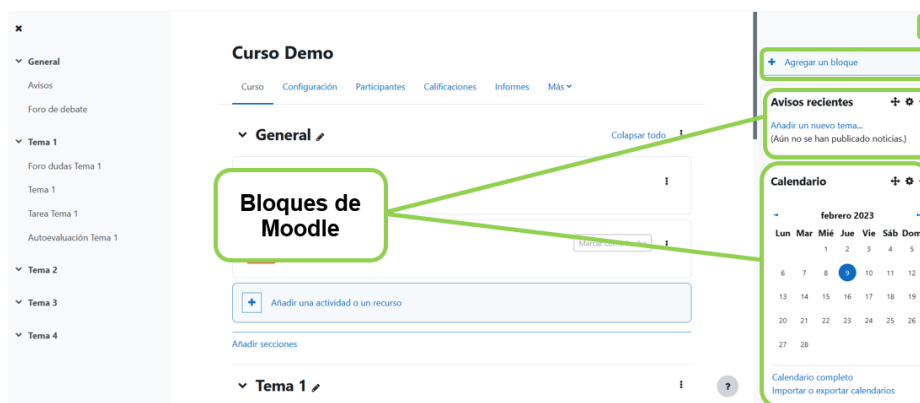 General
Avisos
Foro de debate
Tema 1
Foro dudas Tema 1
Tema 1
Tarea Tema 1
Autoevaluación Tema 1
Tema 2
Tema 3
Tema 4
Curso Demo
Curso Configuración Participantes Calificaciones Informes Más
General
Colapsar todo
Bloques de
Moodle
Añadir una actividad o un recurso
Añadir secciones
Tema 1
?
Agregar un bloque
Avisos recientes
Añadir un nuevo tema...
(Aún no se han publicado noticias.)
Calendario
febrero 2023
Lun Mar Mié Jue Vie Sáb Dom
1 2 3 4 5
6 7 8 9 10 11 12
13 14 15 16 17 18 19
20 21 22 23 24 25 26
27 28
Calendario completo
Importar o exportar calendarios